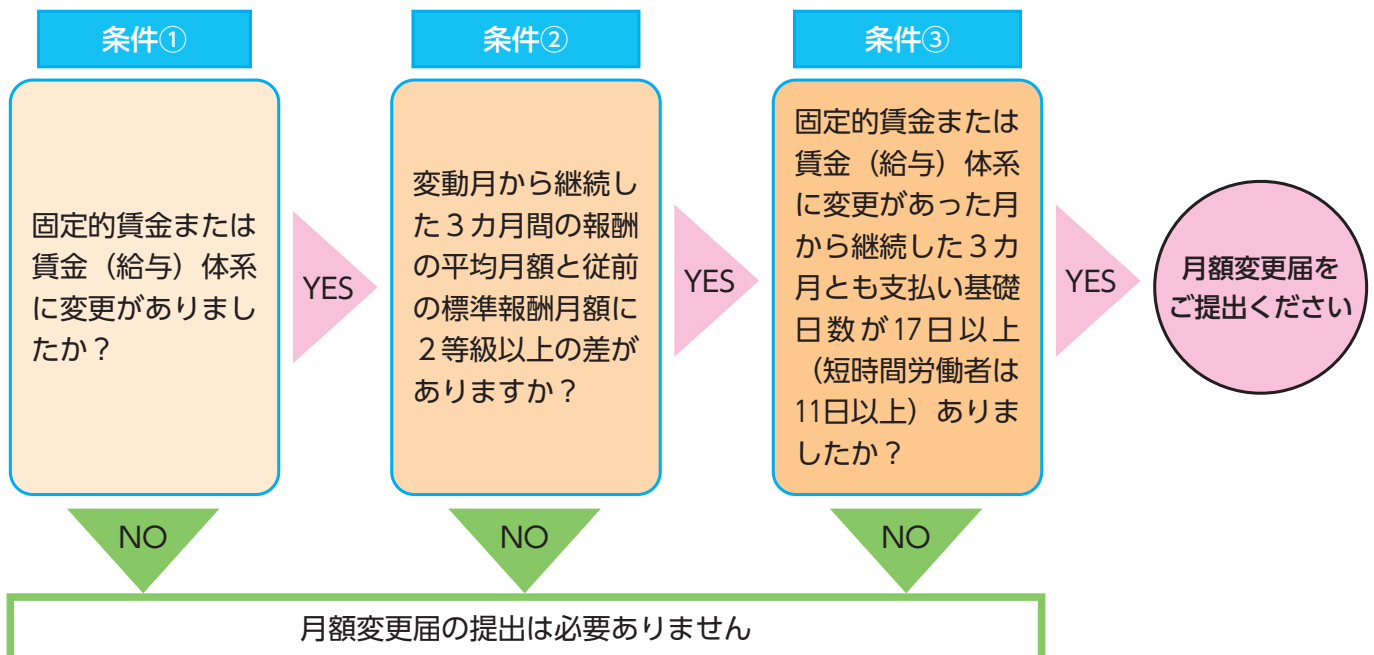 条件①
固定的賃金または
賃金（給与）体系
に変更がありまし
たか？
YES
NO
条件②
変動月から継続し
た３カ月間の報酬
の平均月額と従前
の標準報酬月額に
２等級以上の差が
ありますか？
YES
NO
条件③
固定的賃金または
賃金（給与）体系
に変更があった月
から継続した３カ
月とも支払い基礎
日数が17日以上
（短時間労働者は
11日以上）ありま
したか？
YES
NO
月額変更届を
ご提出ください
月額変更届の提出は必要ありません